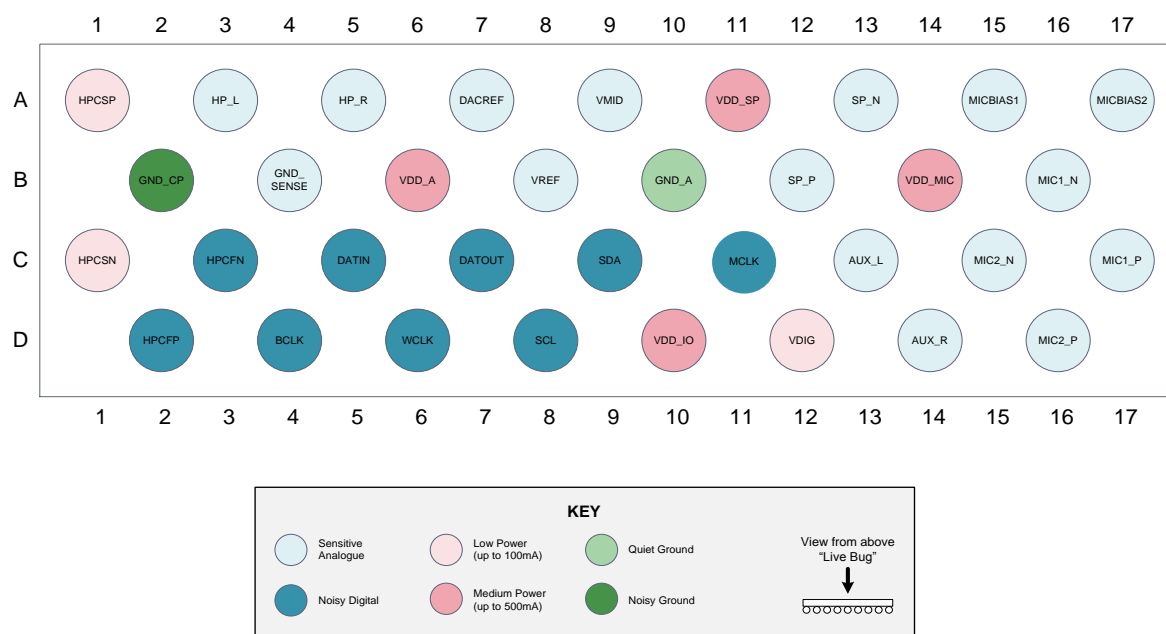 1 2 3 4 5 6 7 8 9 10 11 12 13 14 15 16 17
A HPCSP HP_L HP_R DACREF VMID VDD_SP SP_N MICBIAS1 MICBIAS2
B GND_CP GND_ SENSE VDD_A VREF GND_A SP_P VDD_MIC MIC1_N
C HPCSN HPCFN DATIN DATOUT SDA MCLK AUX_L MIC2_N MIC1_P
D HPCFP BCLK WCLK SCL VDD_IO VDIG AUX_R MIC2_P
1 2 3 4 5 6 7 8 9 10 11 12 13 14 15 16 17
KEY
Sensitive
Analogue
Low Power
(up to 100mA)
Quiet Ground
View from above
"Live Bug"
Noisy Digital
Medium Power
(up to 500mA)
Noisy Ground